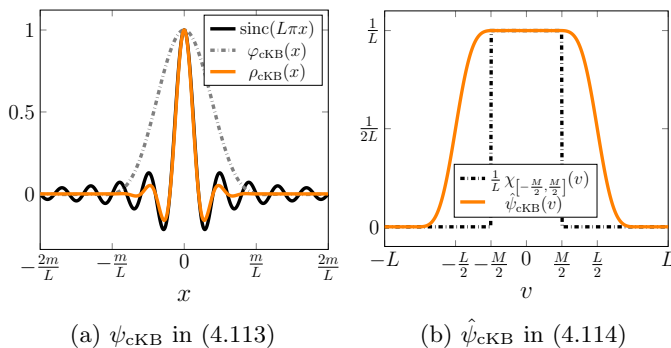 1
0.5
0
sinc(Lπx)
φ_cKB(x)
ρ_cKB(x)
−2m/L −m/L 0 m/L 2m/L
x
(a) ψ_cKB in (4.113)
1/L
1/2L
0
1/L χ_[−M/2, M/2](v)
ψ̂_cKB(v)
−L −L/2 −M/2 0 M/2 L/2 L
v
(b) ψ̂_cKB in (4.114)